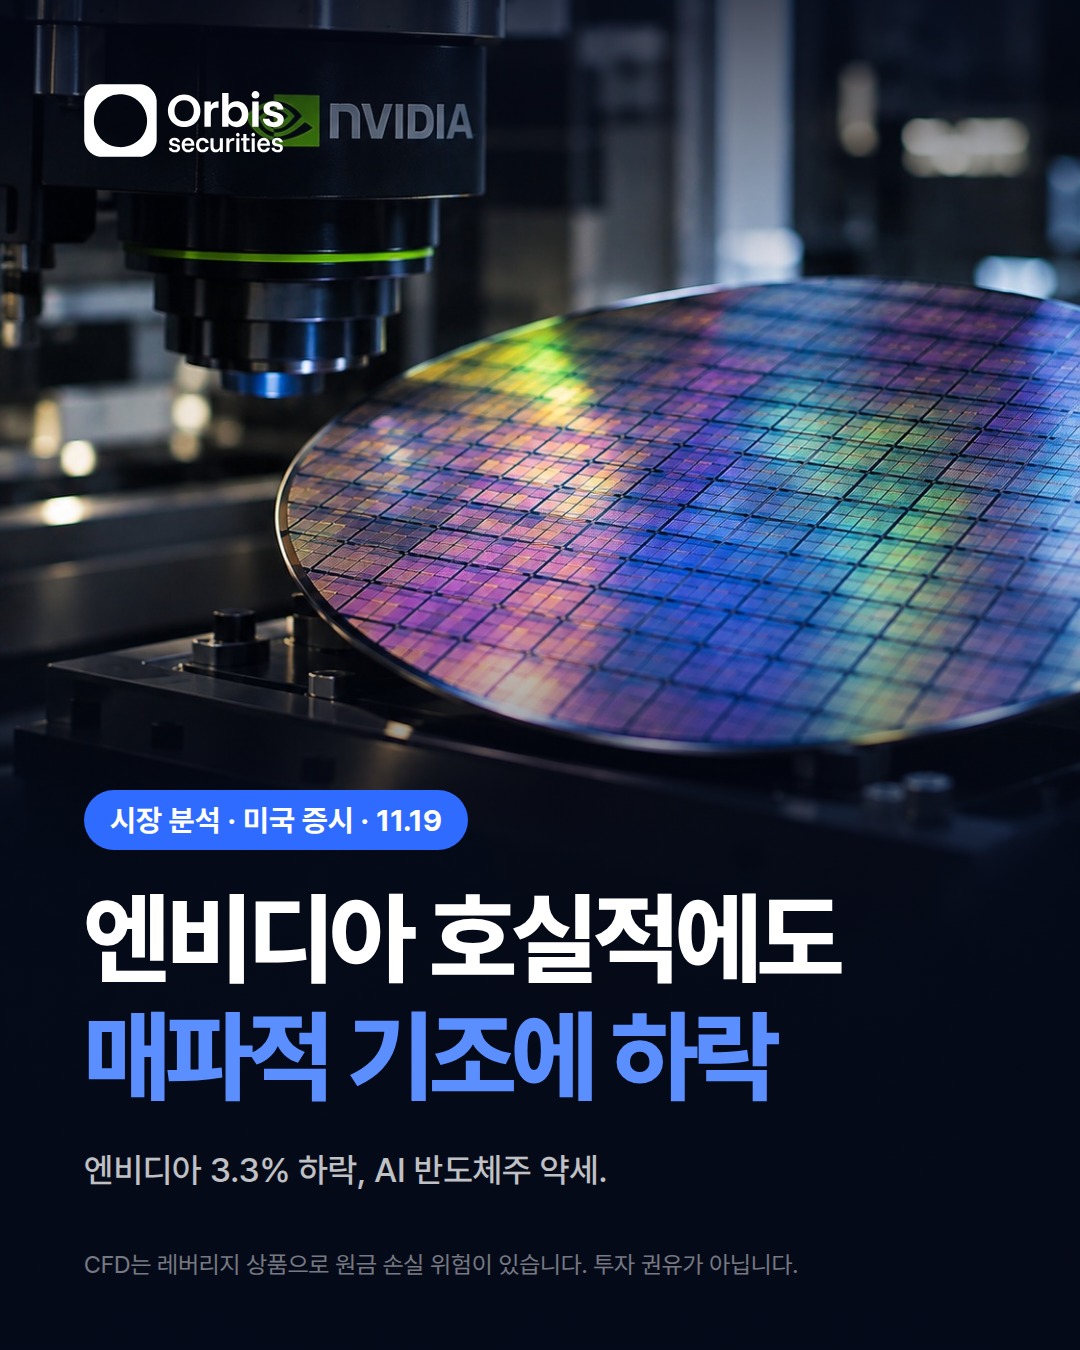 Orbis
securities
NVIDIA
시장 분석 · 미국 증시 · 11.19
엔비디아 호실적에도
매파적 기조에 하락
엔비디아 3.3% 하락, AI 반도체주 약세.
CFD는 레버리지 상품으로 원금 손실 위험이 있습니다. 투자 권유가 아닙니다.